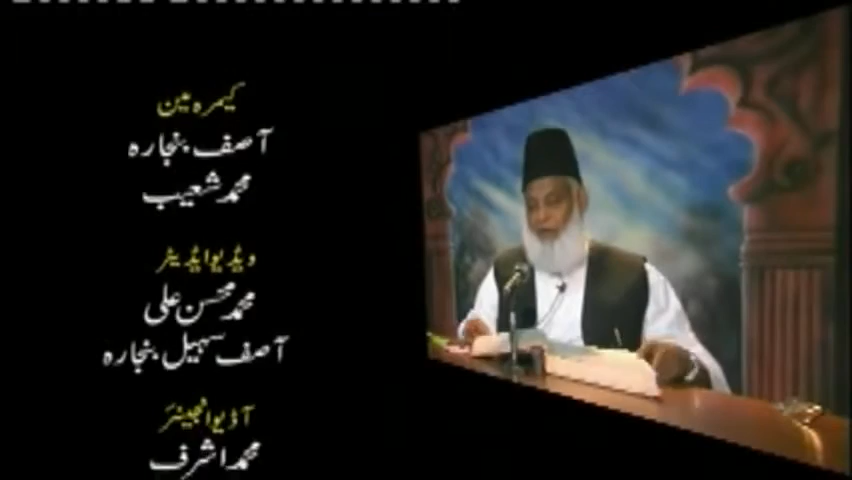 کیمرہ مین
آصف بنجارہ
محمد شعیب
ویڈیو ایڈیٹر
محمد محسن علی
آصف سہیل بنجارہ
آڈیو انجینئر
محمد اشرف